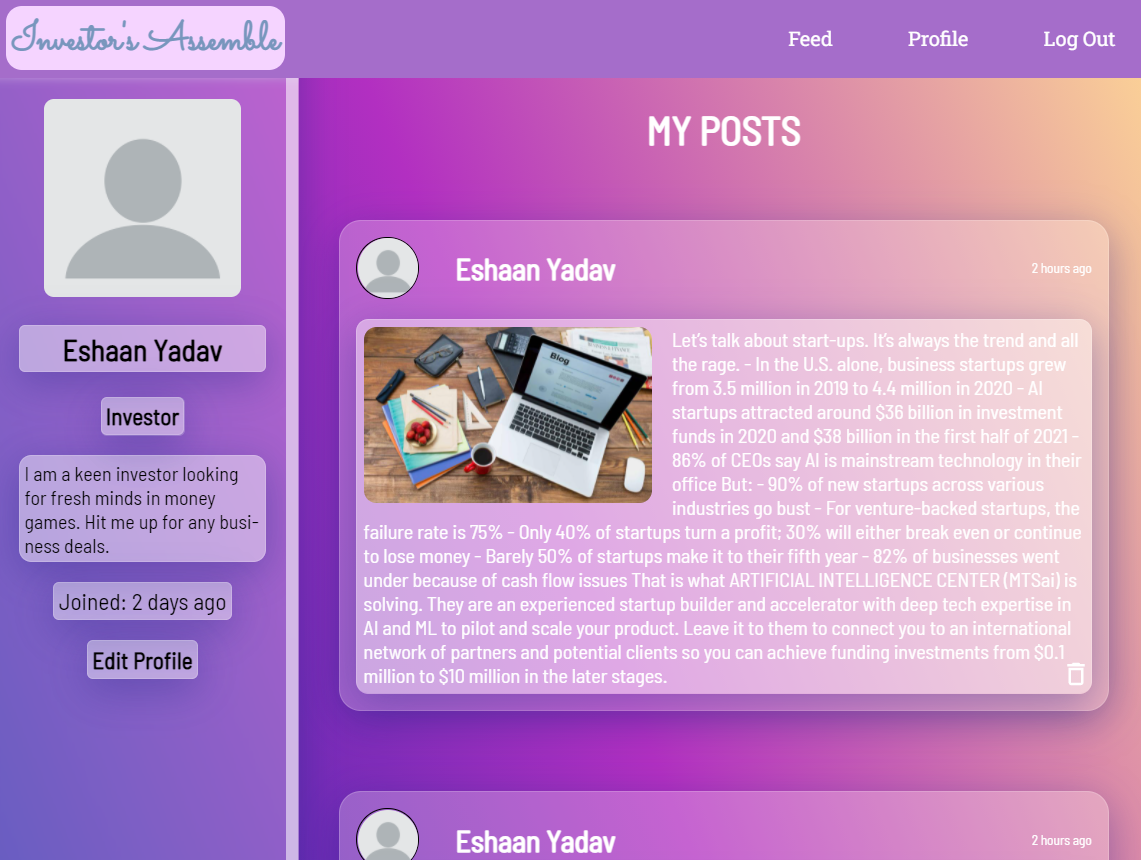 Investor's Assemble
Feed
Profile
Log Out
Eshaan Yadav
Investor
I am a keen investor looking
for fresh minds in money
games. Hit me up for any busi-
ness deals.
Joined: 2 days ago
Edit Profile
MY POSTS
Eshaan Yadav
2 hours ago
Blog
Let's talk about start-ups. It's always the trend and all
the rage. - In the U.S. alone, business startups grew
from 3.5 million in 2019 to 4.4 million in 2020 - AI
startups attracted around $36 billion in investment
funds in 2020 and $38 billion in the first half of 2021 -
86% of CEOs say AI is mainstream technology in their
office But: - 90% of new startups across various
industries go bust - For venture-backed startups, the
failure rate is 75% - Only 40% of startups turn a profit; 30% will either break even or continue
to lose money - Barely 50% of startups make it to their fifth year - 82% of businesses went
under because of cash flow issues That is what ARTIFICIAL INTELLIGENCE CENTER (MTSai) is
solving. They are an experienced startup builder and accelerator with deep tech expertise in
AI and ML to pilot and scale your product. Leave it to them to connect you to an international
network of partners and potential clients so you can achieve funding investments from $0.1
million to $10 million in the later stages.
Eshaan Yadav
2 hours ago